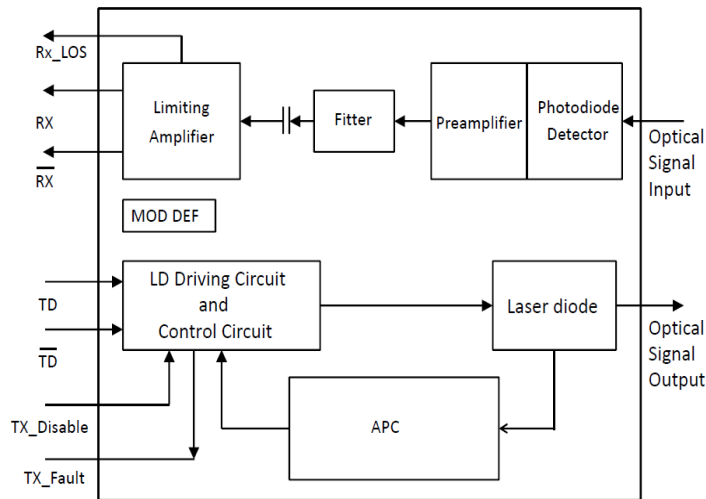 Rx_LOS
RX
RX
Limiting
Amplifier
Fitter
Preamplifier
Photodiode
Detector
Optical
Signal
Input
MOD DEF
TD
TD
LD Driving Circuit
and
Control Circuit
Laser diode
Optical
Signal
Output
TX_Disable
TX_Fault
APC